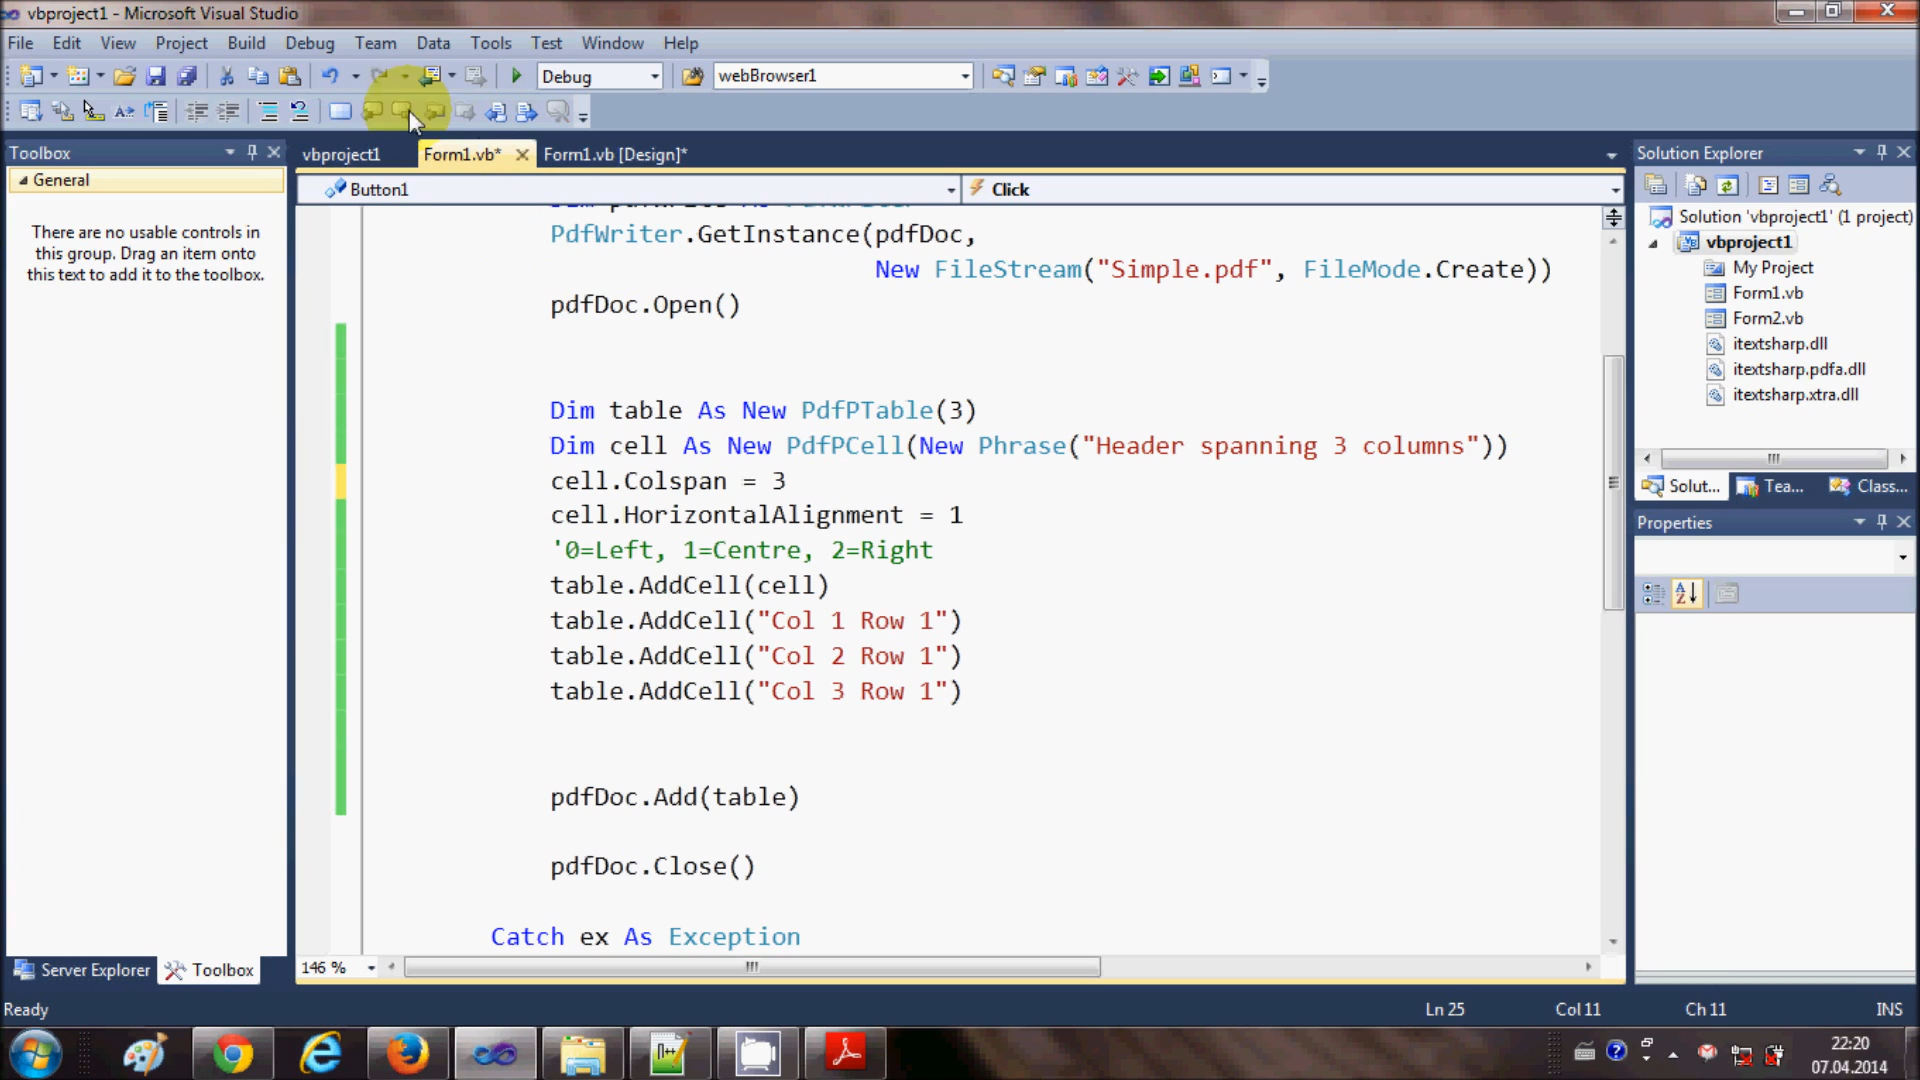 vbproject1 - Microsoft Visual Studio
File Edit View Project Build Debug Team Data Tools Test Window Help
Debug webBrowser1
Toolbox
General
There are no usable controls in
this group. Drag an item onto
this text to add it to the toolbox.
vbproject1 Form1.vb* Form1.vb [Design]*
Button1 Click
PdfWriter.GetInstance(pdfDoc,
New FileStream("Simple.pdf", FileMode.Create))
pdfDoc.Open()
Dim table As New PdfPTable(3)
Dim cell As New PdfPCell(New Phrase("Header spanning 3 columns"))
cell.Colspan = 3
cell.HorizontalAlignment = 1
'0=Left, 1=Centre, 2=Right
table.AddCell(cell)
table.AddCell("Col 1 Row 1")
table.AddCell("Col 2 Row 1")
table.AddCell("Col 3 Row 1")
pdfDoc.Add(table)
pdfDoc.Close()
Catch ex As Exception
146 %
Solution Explorer
Solution 'vbproject1' (1 project)
vbproject1
My Project
Form1.vb
Form2.vb
itextsharp.dll
itextsharp.pdfa.dll
itextsharp.xtra.dll
Solut... Tea... Class...
Properties
Server Explorer Toolbox
Ready Ln 25 Col 11 Ch 11 INS
22:20
07.04.2014